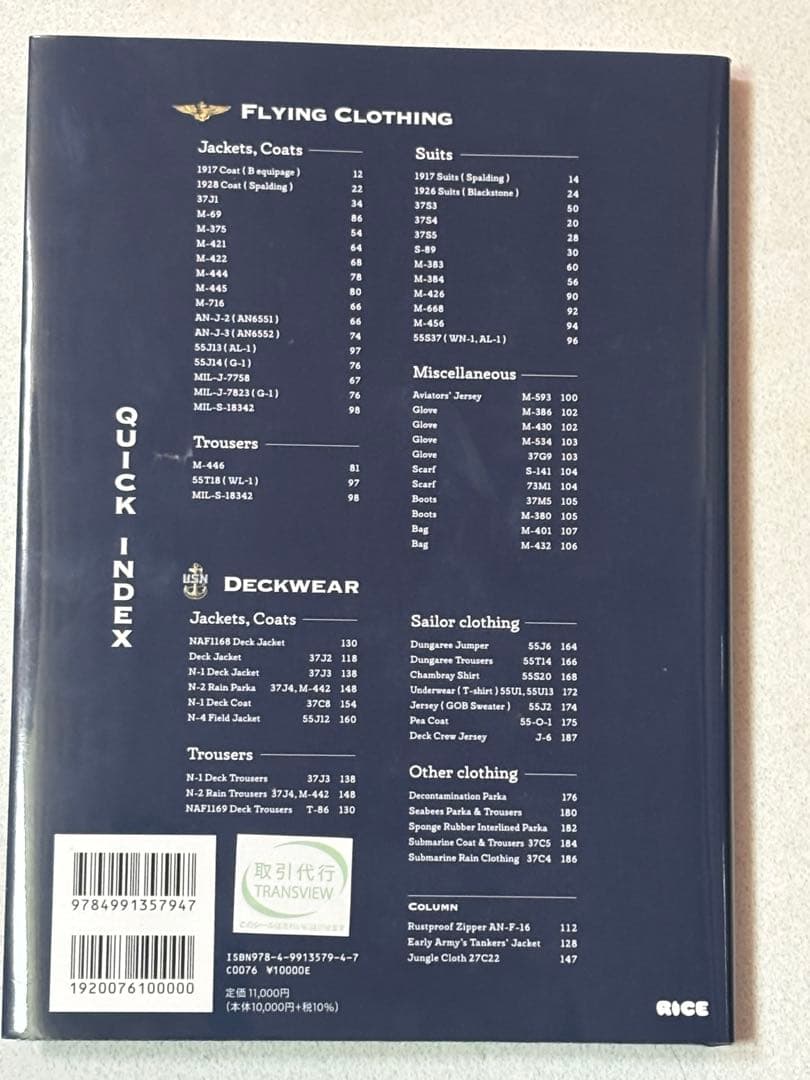 FLYING CLOTHING
Jackets, Coats
1917 Coat ( B equipage ) 12
1928 Coat ( Spalding ) 22
37J1 34
M-69 86
M-375 54
M-421 64
M-422 68
M-444 78
M-445 80
M-716 66
AN-J-2 ( AN6551 ) 66
AN-J-3 ( AN6552 ) 74
55J13 ( AL-1 ) 97
55J14 ( G-1 ) 76
MIL-J-7758 67
MIL-J-7823 ( G-1 ) 76
MIL-S-18342 98
Trousers
M-446 81
55T18 ( WL-1 ) 97
MIL-S-18342 98
Suits
1917 Suits ( Spalding ) 14
1926 Suits ( Blackstone ) 24
37S3 50
37S4 20
37S5 28
S-89 30
M-383 60
M-384 56
M-426 90
M-668 92
M-456 94
55S37 ( WN-1, AL-1 ) 96
Miscellaneous
Aviators' Jersey M-593 100
Glove M-386 102
Glove M-430 102
Glove M-534 103
Glove 37G9 103
Scarf S-141 104
Scarf 73M1 104
Boots 37M5 105
Boots M-380 105
Bag M-401 107
Bag M-432 106
QUICK INDEX
USN
DECKWEAR
Jackets, Coats
NAF1168 Deck Jacket 130
Deck Jacket 37J2 118
N-1 Deck Jacket 37J3 138
N-2 Rain Parka 37J4, M-442 148
N-1 Deck Coat 37C8 154
N-4 Field Jacket 55J12 160
Trousers
N-1 Deck Trousers 37J3 138
N-2 Rain Trousers 37J4, M-442 148
NAF1169 Deck Trousers T-86 130
Sailor clothing
Dungaree Jumper 55J6 164
Dungaree Trousers 55T14 166
Chambray Shirt 55S20 168
Underwear ( T-shirt ) 55U1, 55U13 172
Jersey ( GOB Sweater ) 55J2 174
Pea Coat 55-O-1 175
Deck Crew Jersey J-6 187
Other clothing
Decontamination Parka 176
Seabees Parka & Trousers 180
Sponge Rubber Interlined Parka 182
Submarine Coat & Trousers 37C5 184
Submarine Rain Clothing 37C4 186
COLUMN
Rustproof Zipper AN-F-16 112
Early Army's Tankers' Jacket 128
Jungle Cloth 27C22 147
9784991357947
1920076100000
取引代行
TRANSVIEW
ISBN978-4-9913579-4-7
C0076 ¥10000E
定価 11,000円
(本体10,000円+税10%)
RICE